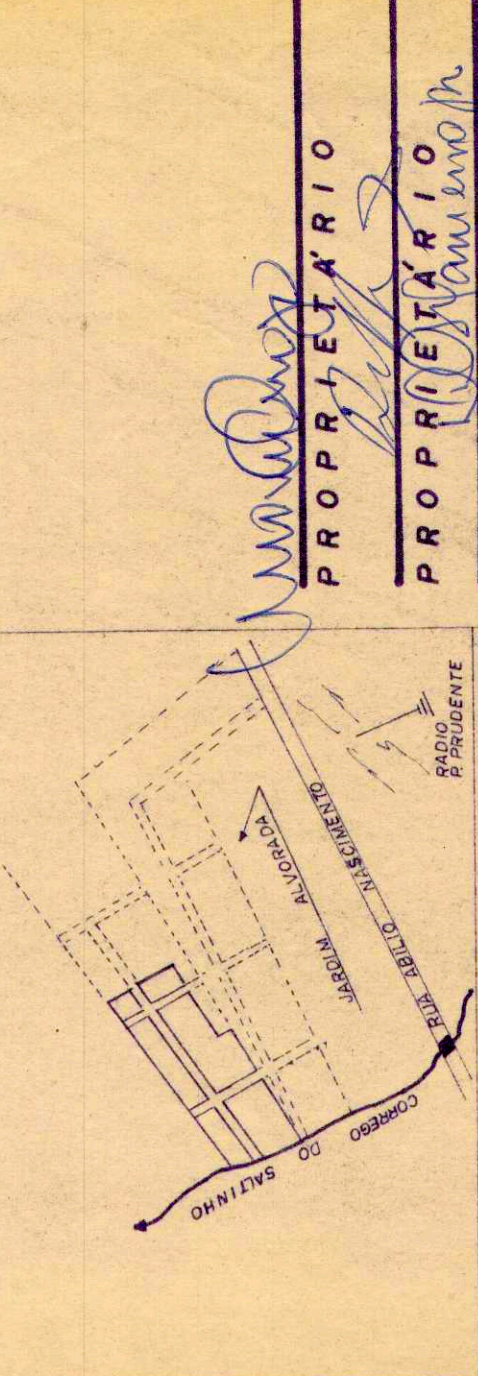 PROPRIETÁRIO
PROPRIETÁRIO
RADIO
P. PRUDENTE
JARDIM ALVORADA
RUA ABILIO NASCIMENTO
CORREGO DO SALTINHO